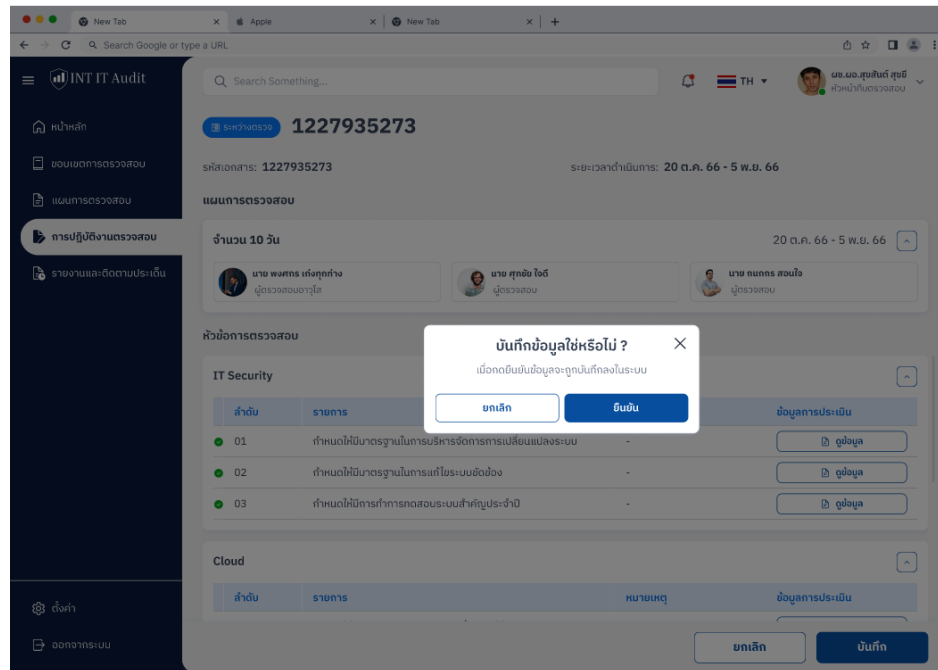 New Tab
Apple
New Tab
Search Google or type a URL
INT IT Audit
Search Something...
TH
ผช.ผอ.สุขสันต์ สุขยี
หัวหน้าทีมตรวจสอบ
หน้าหลัก
ขอบเขตการตรวจสอบ
แผนการตรวจสอบ
การปฏิบัติงานตรวจสอบ
รายงานและติดตามประเด็น
ระหว่างตรวจ
1227935273
รหัสเอกสาร: 1227935273
ระยะเวลาดำเนินการ: 20 ต.ค. 66 - 5 พ.ย. 66
แผนการตรวจสอบ
จำนวน 10 วัน
20 ต.ค. 66 - 5 พ.ย. 66
นาย พงศกร เก่งทุกทาง
ผู้ตรวจสอบอาวุโส
นาย ศุกชัย ใจดี
ผู้ตรวจสอบ
นาย ณนกกร สอนใจ
ผู้ตรวจสอบ
หัวข้อการตรวจสอบ
บันทึกข้อมูลใช่หรือไม่ ?
เมื่อกดยืนยันข้อมูลจะถูกบันทึกลงในระบบ
ยกเลิก
ยืนยัน
IT Security
ลำดับ
รายการ
ข้อมูลการประเมิน
01
กำหนดให้มีมาตรฐานในการบริหารจัดการการเปลี่ยนแปลงระบบ
-
ดูข้อมูล
02
กำหนดให้มีมาตรฐานในการแก้ไขระบบขัดข้อง
-
ดูข้อมูล
03
กำหนดให้มีการทำการทดสอบระบบสำคัญประจำปี
-
ดูข้อมูล
Cloud
ลำดับ
รายการ
หมายเหตุ
ข้อมูลการประเมิน
ตั้งค่า
ออกจากระบบ
ยกเลิก
บันทึก